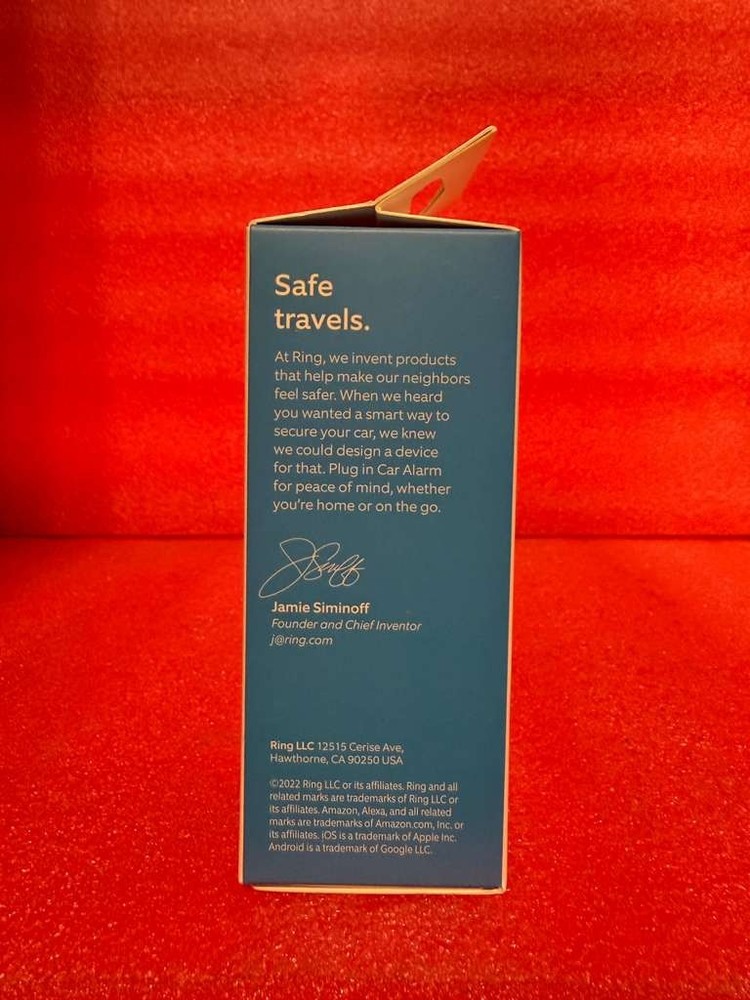 Safe
travels.
At Ring, we invent products
that help make our neighbors
feel safer. When we heard
you wanted a smart way to
secure your car, we knew
we could design a device
for that. Plug in Car Alarm
for peace of mind, whether
you're home or on the go.
Jamie Siminoff
Founder and Chief Inventor
j@ring.com
Ring LLC 12515 Cerise Ave,
Hawthorne, CA 90250 USA
©2022 Ring LLC or its affiliates. Ring and all
related marks are trademarks of Ring LLC or
its affiliates. Amazon, Alexa, and all related
marks are trademarks of Amazon.com, Inc. or
its affiliates. iOS is a trademark of Apple Inc.
Android is a trademark of Google LLC.